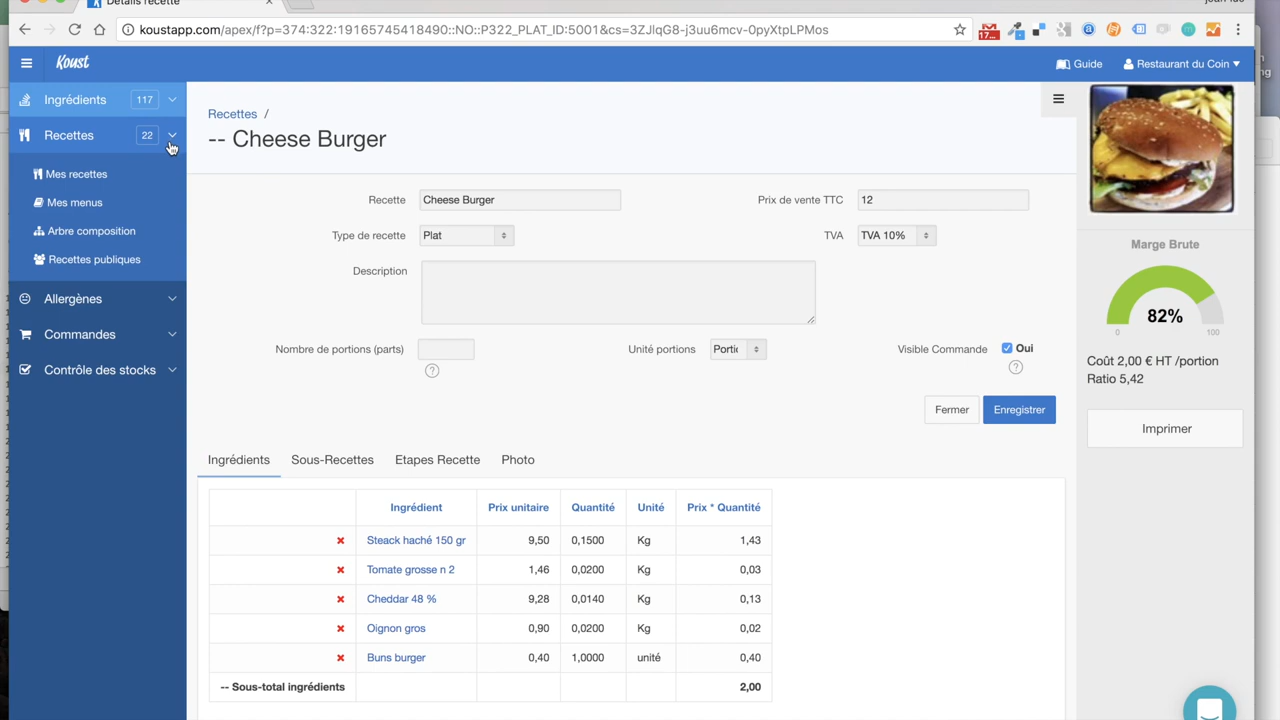 Détails recette
koustapp.com/apex/f?p=374:322:19165745418490::NO::P322_PLAT_ID:5001&cs=3ZJlqG8-j3uu6mcv-0pyXtpLPMos
17...
Koust
Guide
Restaurant du Coin
Ingrédients 117
Recettes 22
Mes recettes
Mes menus
Arbre composition
Recettes publiques
Allergènes
Commandes
Contrôle des stocks
Recettes /
-- Cheese Burger
Recette Cheese Burger
Prix de vente TTC 12
Type de recette Plat
TVA TVA 10%
Description
Nombre de portions (parts)
?
Unité portions
Visible Commande Oui
?
Fermer Enregistrer
Ingrédients Sous-Recettes Etapes Recette Photo
Ingrédient Prix unitaire Quantité Unité Prix * Quantité
Steack haché 150 gr 9,50 0,1500 Kg 1,43
Tomate grosse n 2 1,46 0,0200 Kg 0,03
Cheddar 48 % 9,28 0,0140 Kg 0,13
Oignon gros 0,90 0,0200 Kg 0,02
Buns burger 0,40 1,0000 unité 0,40
-- Sous-total ingrédients 2,00
Marge Brute
82%
0 100
Coût 2,00 € HT /portion
Ratio 5,42
Imprimer